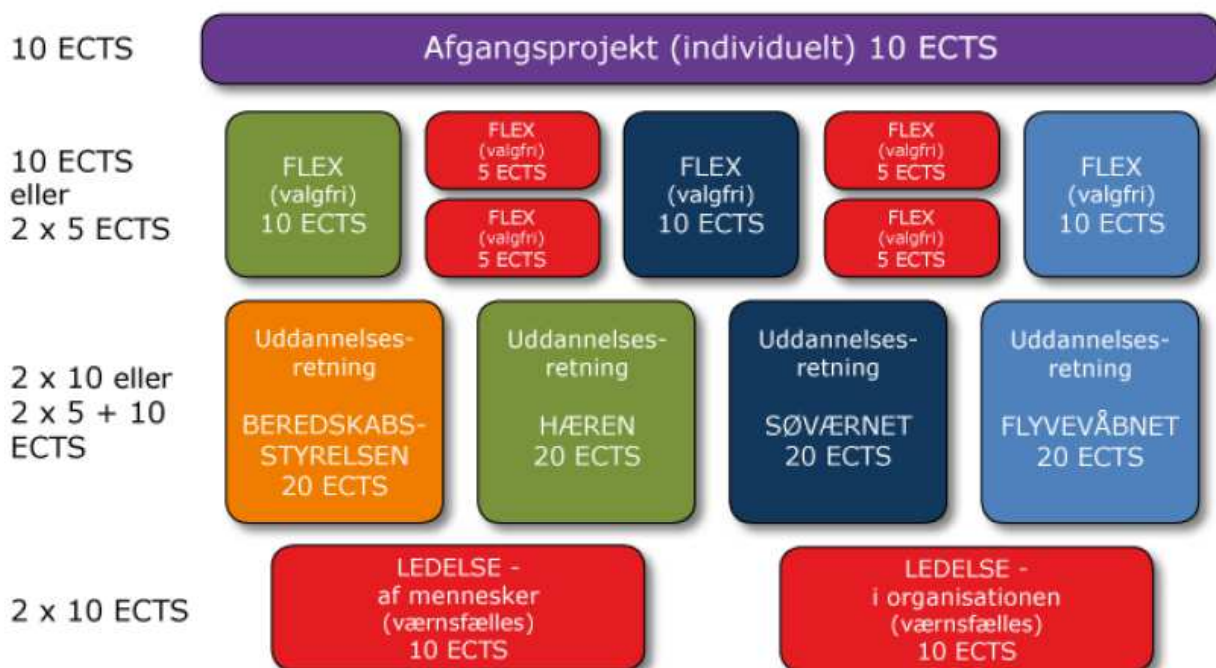 10 ECTS
Afgangsprojekt (individuelt) 10 ECTS
10 ECTS
eller
2 x 5 ECTS
FLEX
(valgfri)
10 ECTS
FLEX
(valgfri)
5 ECTS
FLEX
(valgfri)
5 ECTS
FLEX
(valgfri)
10 ECTS
FLEX
(valgfri)
5 ECTS
FLEX
(valgfri)
5 ECTS
FLEX
(valgfri)
10 ECTS
2 x 10 eller
2 x 5 + 10
ECTS
Uddannelses-
retning
BEREDSKABS-
STYRELSEN
20 ECTS
Uddannelses-
retning
HÆREN
20 ECTS
Uddannelses-
retning
SØVÆRNET
20 ECTS
Uddannelses-
retning
FLYVEVÅBNET
20 ECTS
2 x 10 ECTS
LEDELSE -
af mennesker
(værnsfælles)
10 ECTS
LEDELSE -
i organisationen
(værnsfælles)
10 ECTS